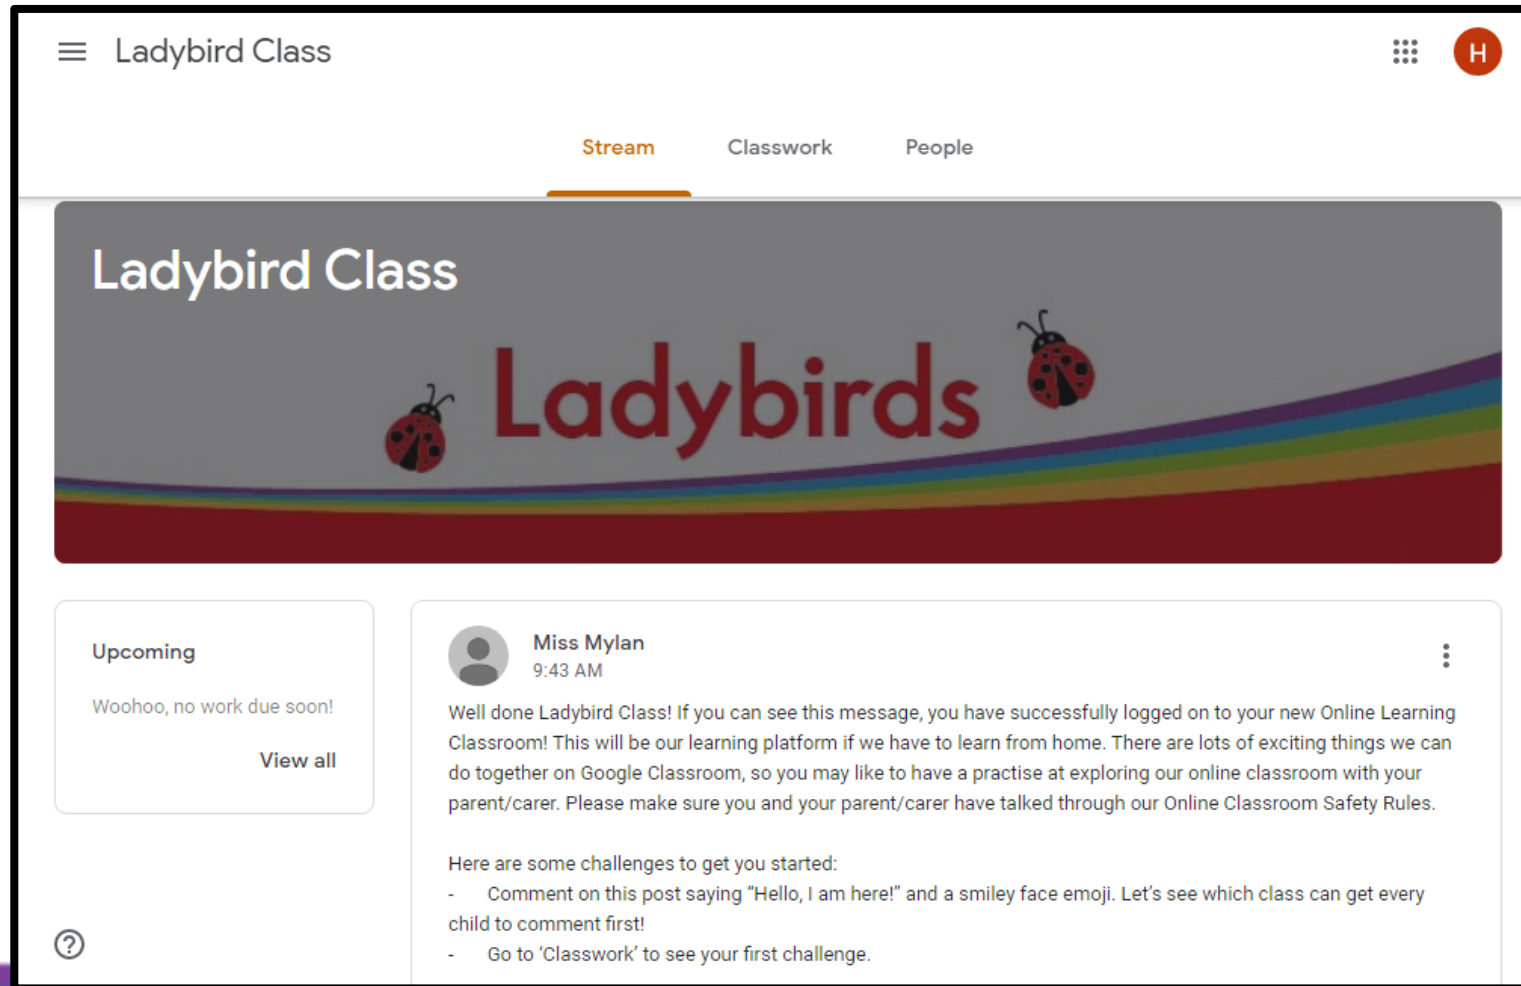 Ladybird Class
H
Stream Classwork People
Ladybird Class
Ladybirds
Upcoming
Woohoo, no work due soon!
View all
Miss Mylan
9:43 AM
Well done Ladybird Class! If you can see this message, you have successfully logged on to your new Online Learning
Classroom! This will be our learning platform if we have to learn from home. There are lots of exciting things we can
do together on Google Classroom, so you may like to have a practise at exploring our online classroom with your
parent/carer. Please make sure you and your parent/carer have talked through our Online Classroom Safety Rules.
Here are some challenges to get you started:
- Comment on this post saying “Hello, I am here!” and a smiley face emoji. Let’s see which class can get every
child to comment first!
- Go to ‘Classwork’ to see your first challenge.